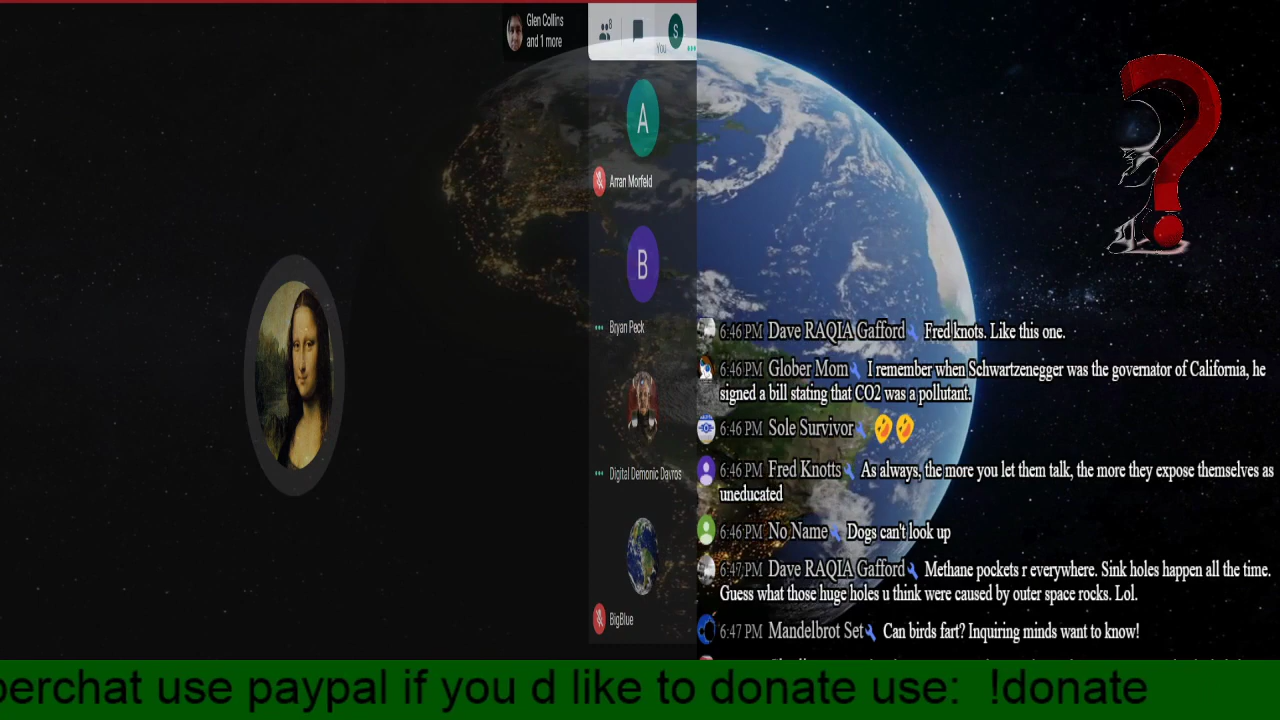 Glen Collins
and 1 more
8
S
You
A
Arran Morfeld
B
Bryan Peck
Digital Demonic Davros
BigBlue
6:46 PM Dave RAQIA Gafford Fred knots. Like this one.
6:46 PM Glober Mom I remember when Schwartzenegger was the governator of California, he
signed a bill stating that CO2 was a pollutant.
6:46 PM Sole Survivor
6:46 PM Fred Knotts As always, the more you let them talk, the more they expose themselves as
uneducated
6:46 PM No Name Dogs can't look up
6:47 PM Dave RAQIA Gafford Methane pockets r everywhere. Sink holes happen all the time.
Guess what those huge holes u think were caused by outer space rocks. Lol.
6:47 PM Mandelbrot Set Can birds fart? Inquiring minds want to know!
perchat use paypal if you d like to donate use: !donate